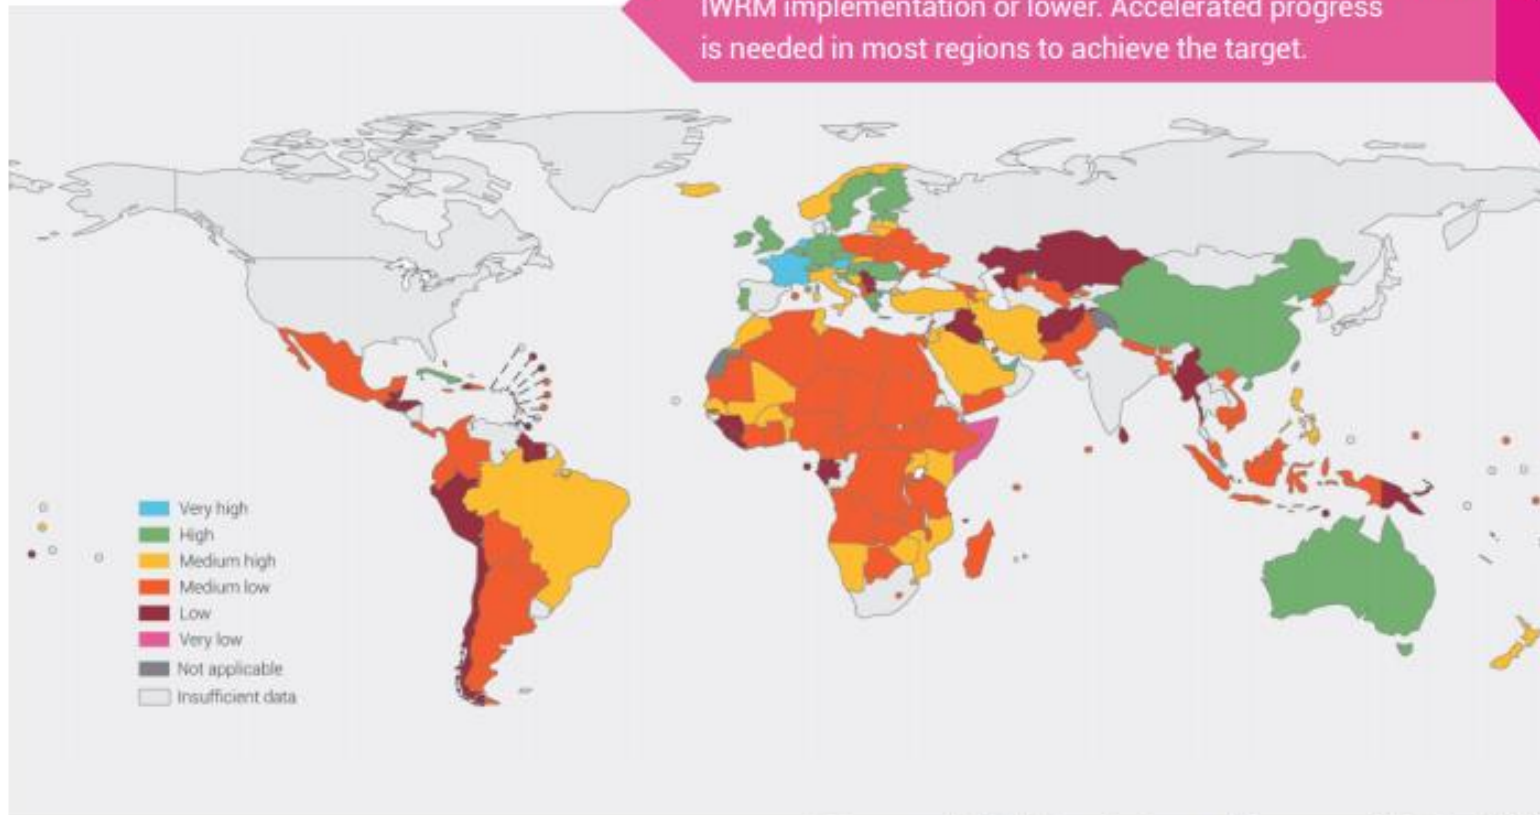 IWRM implementation or lower. Accelerated progress
is needed in most regions to achieve the target.
Very high
High
Medium high
Medium low
Low
Very low
Not applicable
Insufficient data